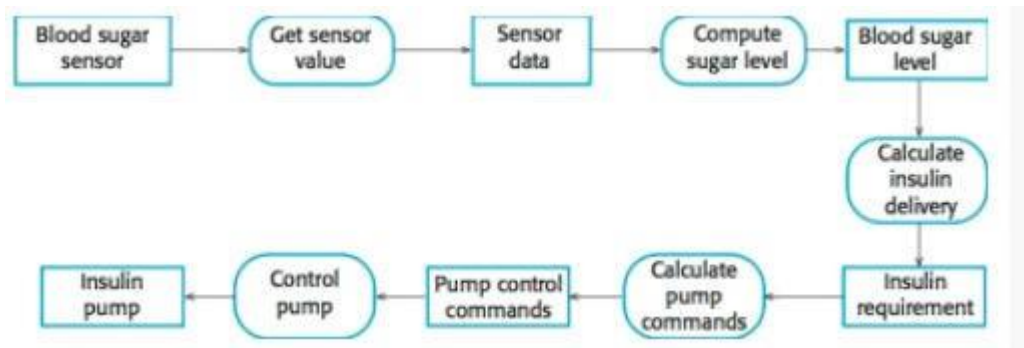 Blood sugar
sensor
Get sensor
value
Sensor
data
Compute
sugar level
Blood sugar
level
Calculate
insulin
delivery
Insulin
pump
Control
pump
Pump control
commands
Calculate
pump
commands
Insulin
requirement